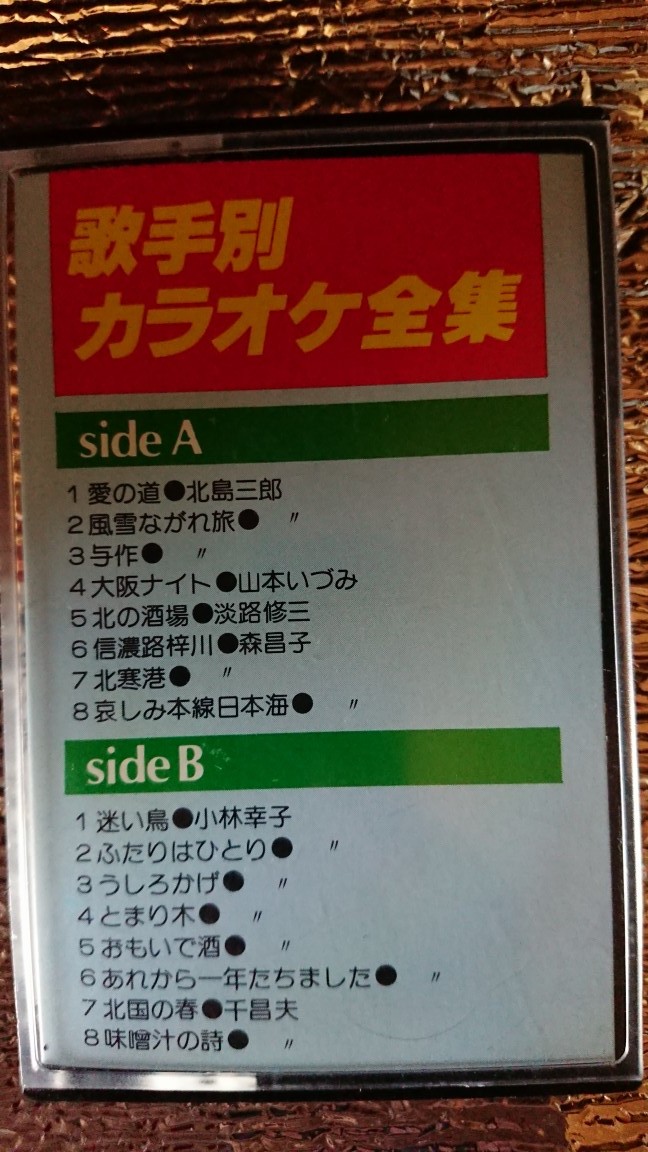 歌手別
カラオケ全集
side A
1 愛の道●北島三郎
2 風雪ながれ旅●　〃
3 与作●　〃
4 大阪ナイト●山本いづみ
5 北の酒場●淡路修三
6 信濃路梓川●森昌子
7 北寒港●　〃
8 哀しみ本線日本海●　〃
side B
1 迷い鳥●小林幸子
2 ふたりはひとり●　〃
3 うしろかげ●　〃
4 とまり木●　〃
5 おもいで酒●　〃
6 あれから一年たちました●　〃
7 北国の春●千昌夫
8 味噌汁の詩●　〃